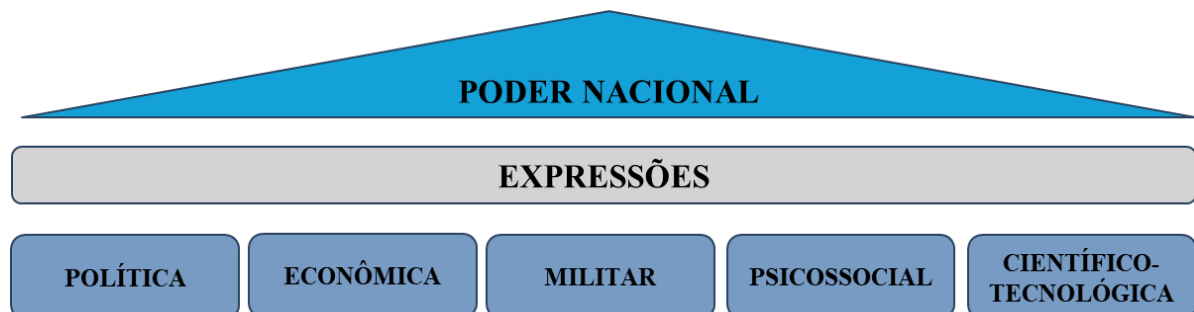 PODER NACIONAL
EXPRESSÕES
POLÍTICA
ECONÔMICA
MILITAR
PSICOSSOCIAL
CIENTÍFICO-
TECNOLÓGICA